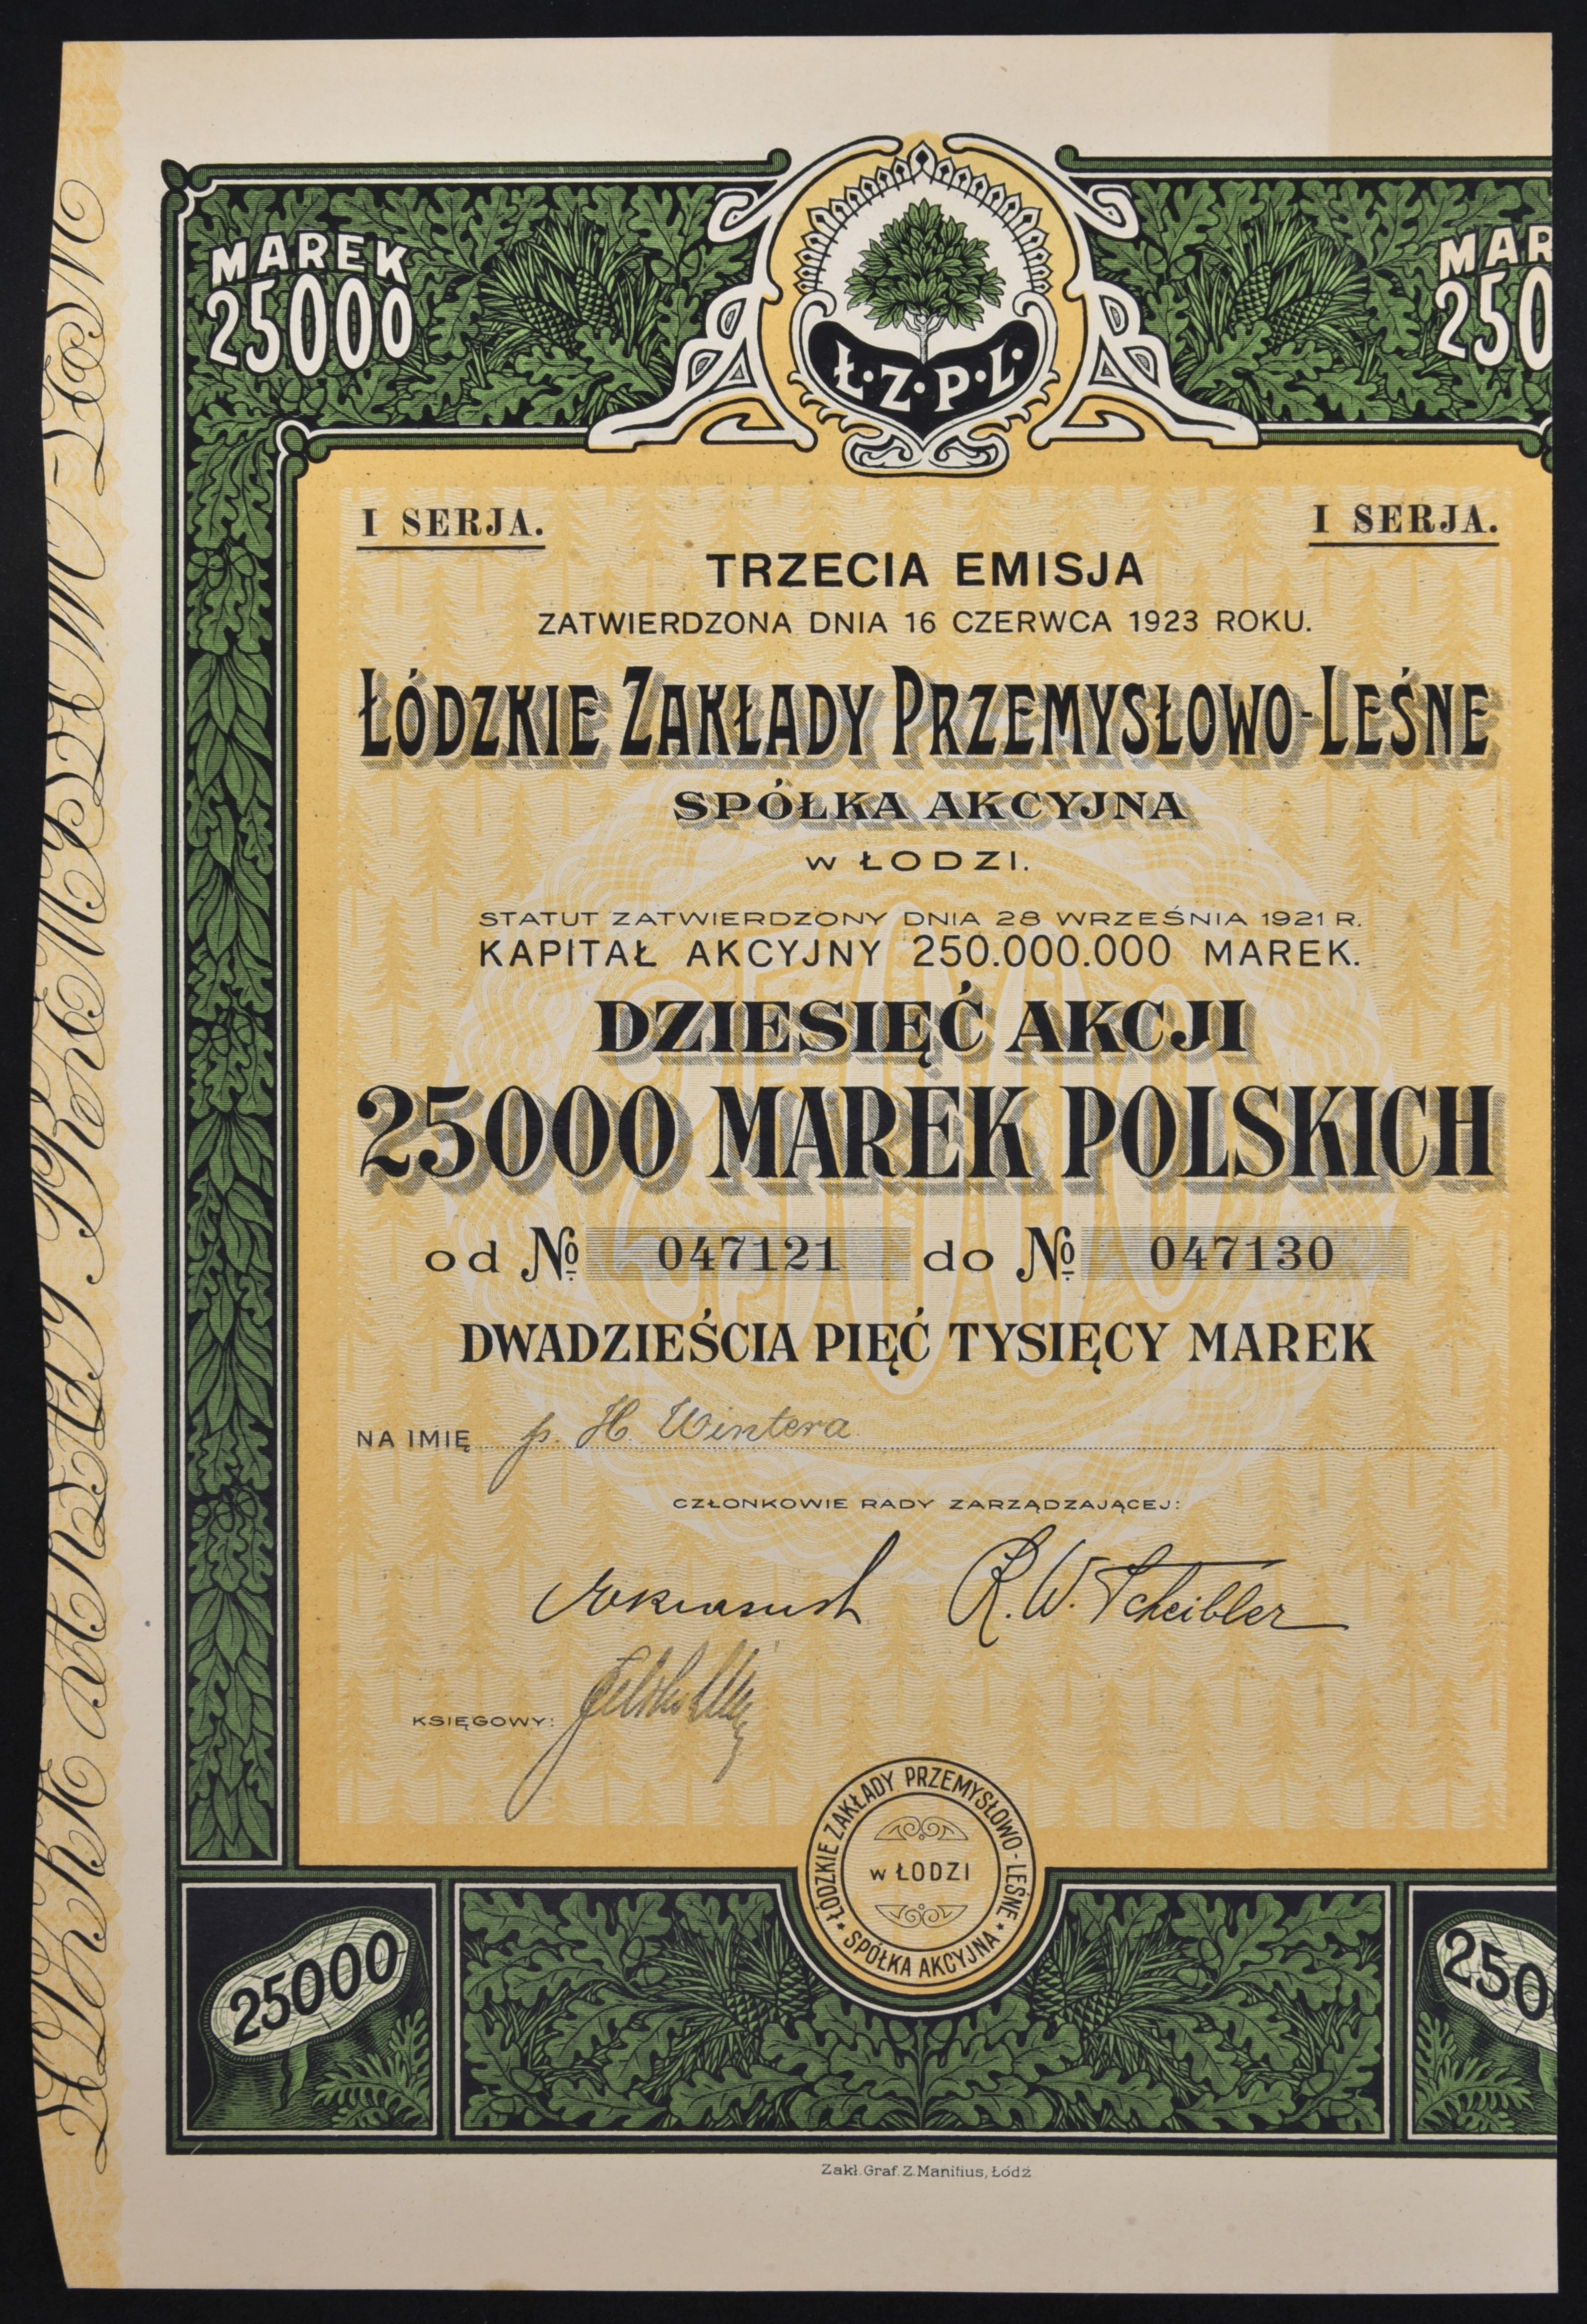 MAREK
25000
MAR
250
Ł·Z·P·L·
I SERJA.
I SERJA.
TRZECIA EMISJA
ZATWIERDZONA DNIA 16 CZERWCA 1923 ROKU.
ŁÓDZKIE ZAKŁADY PRZEMYSŁOWO-LEŚNE
SPÓŁKA AKCYJNA
w ŁODZI.
STATUT ZATWIERDZONY DNIA 28 WRZEŚNIA 1921 R.
KAPITAŁ AKCYJNY 250.000.000 MAREK.
DZIESIĘĆ AKCJI
25000 MAREK POLSKICH
od № 047121 do № 047130
DWADZIEŚCIA PIĘĆ TYSIĘCY MAREK
NA IMIĘ p. H. Wintera
CZŁONKOWIE RADY ZARZĄDZAJĄCEJ:
R. W. Scheibler
KSIĘGOWY:
ŁÓDZKIE ZAKŁADY PRZEMYSŁOWO-LEŚNE
w ŁODZI
• SPÓŁKA AKCYJNA •
25000
250
Zakł. Graf. Z. Manitius, Łódź